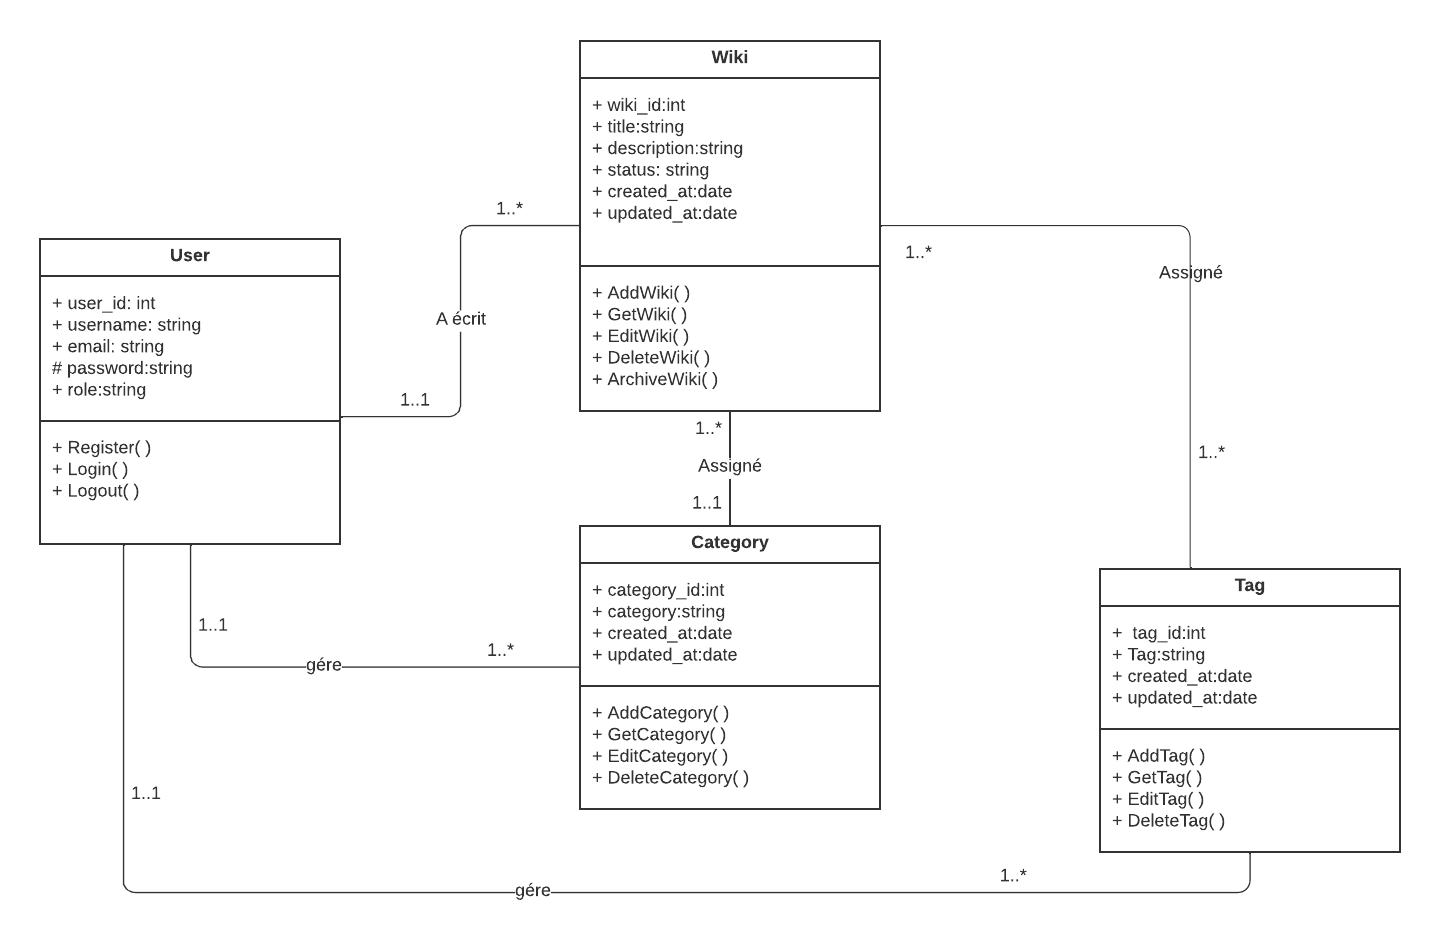 Wiki
+ wiki_id:int
+ title:string
+ description:string
+ status: string
+ created_at:date
+ updated_at:date
+ AddWiki( )
+ GetWiki( )
+ EditWiki( )
+ DeleteWiki( )
+ ArchiveWiki( )
User
+ user_id: int
+ username: string
+ email: string
# password:string
+ role:string
+ Register( )
+ Login( )
+ Logout( )
1..*
A écrit
1..1
1..*
Assigné
1..*
1..*
Assigné
1..1
Category
+ category_id:int
+ category:string
+ created_at:date
+ updated_at:date
+ AddCategory( )
+ GetCategory( )
+ EditCategory( )
+ DeleteCategory( )
Tag
+  tag_id:int
+ Tag:string
+ created_at:date
+ updated_at:date
+ AddTag( )
+ GetTag( )
+ EditTag( )
+ DeleteTag( )
1..1
gére
1..*
1..1
gére
1..*